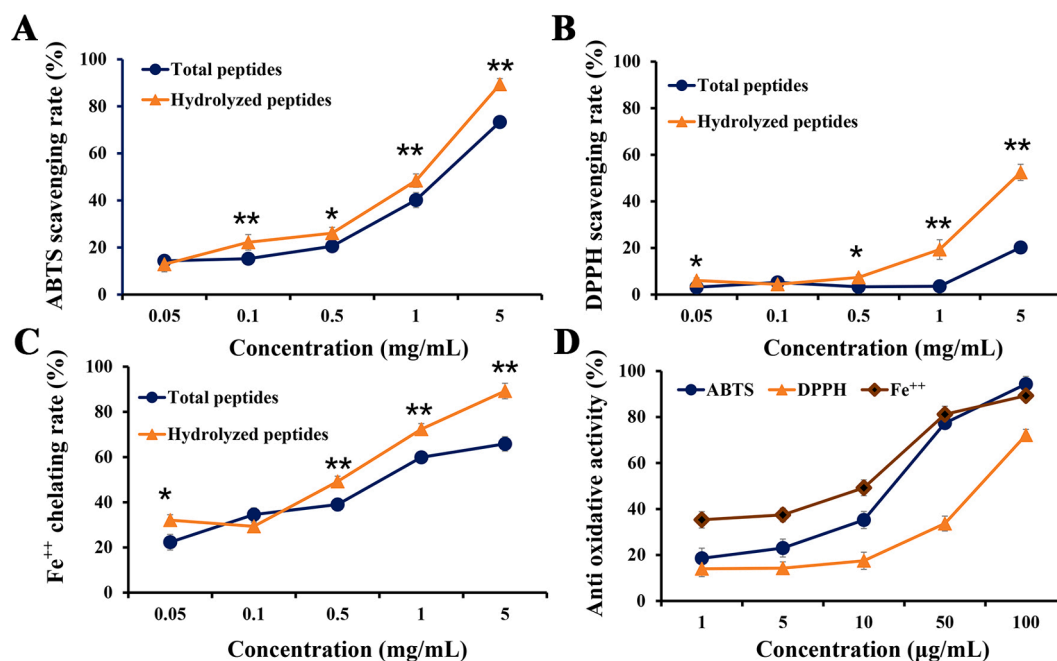 A
ABTS scavenging rate (%)
100
80
60
40
20
0
Total peptides
Hydrolyzed peptides
**
*
**
**
0.05 0.1 0.5 1 5
Concentration (mg/mL)
B
DPPH scavenging rate (%)
100
80
60
40
20
0
Total peptides
Hydrolyzed peptides
*
*
**
**
0.05 0.1 0.5 1 5
Concentration (mg/mL)
C
Fe++ chelating rate (%)
100
80
60
40
20
0
Total peptides
Hydrolyzed peptides
*
**
**
**
0.05 0.1 0.5 1 5
Concentration (mg/mL)
D
Anti oxidative activity (%)
100
80
60
40
20
0
ABTS DPPH Fe++
1 5 10 50 100
Concentration (μg/mL)